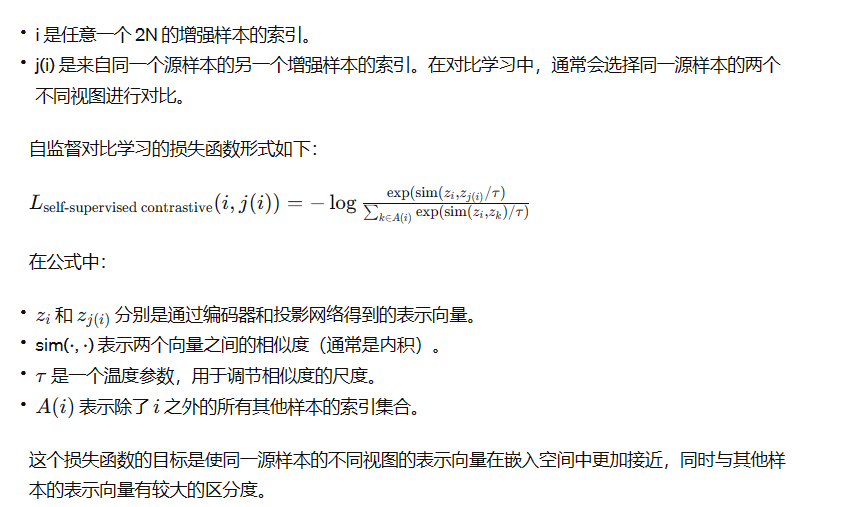 • i 是任意一个 2N 的增强样本的索引。
• j(i) 是来自同一个源样本的另一个增强样本的索引。在对比学习中，通常会选择同一源样本的两个
不同视图进行对比。
自监督对比学习的损失函数形式如下：
$L_{\text{self-supervised contrastive}}(i, j(i)) = -\log \frac{\exp(\text{sim}(z_i, z_{j(i)}/\tau)}{\sum_{k \in A(i)} \exp(\text{sim}(z_i, z_k)/\tau)}$
在公式中：
• $z_i$ 和 $z_{j(i)}$ 分别是通过编码器和投影网络得到的表示向量。
• sim(·, ·) 表示两个向量之间的相似度（通常是内积）。
• $\tau$ 是一个温度参数，用于调节相似度的尺度。
• $A(i)$ 表示除了 $i$ 之外的所有其他样本的索引集合。
这个损失函数的目标是使同一源样本的不同视图的表示向量在嵌入空间中更加接近，同时与其他样
本的表示向量有较大的区分度。